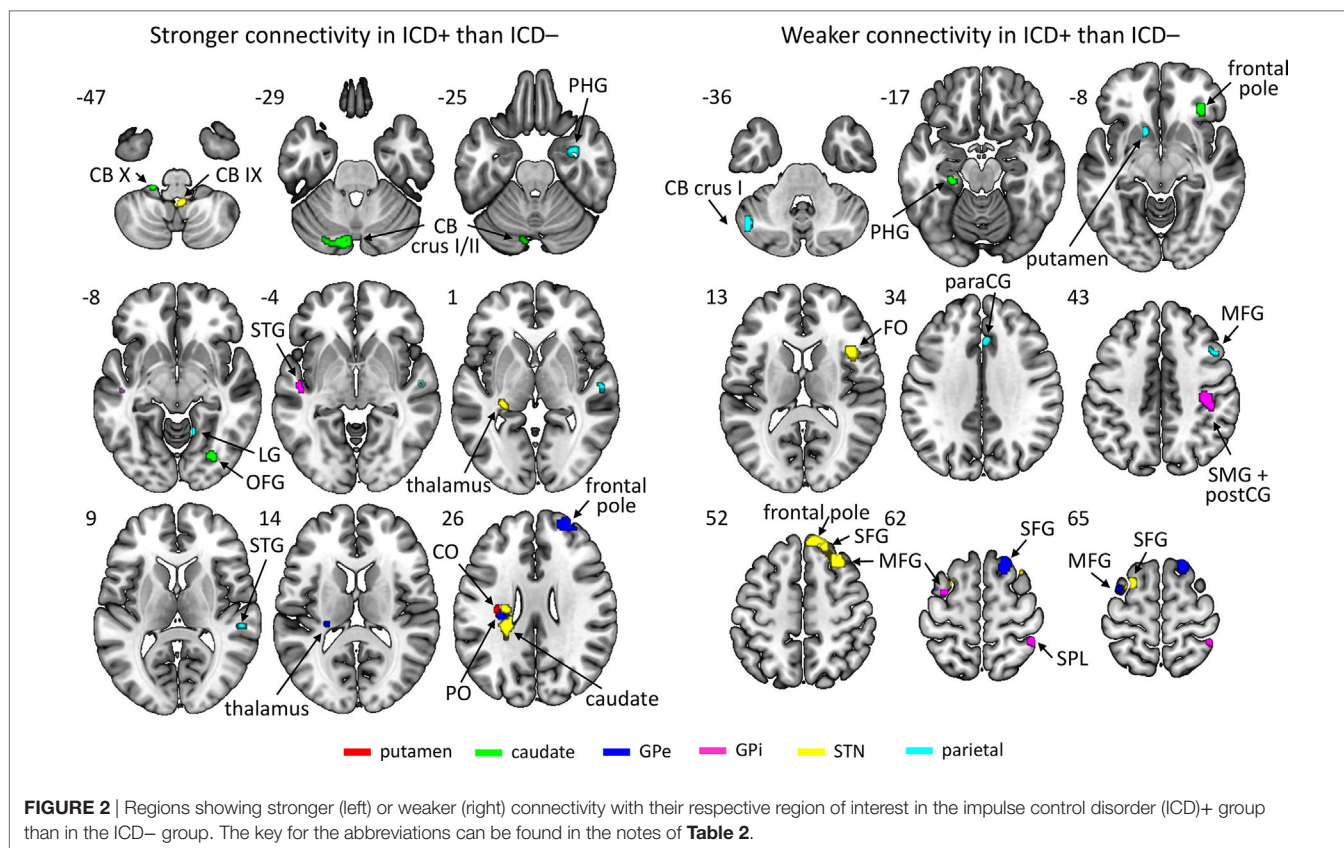 Stronger connectivity in ICD+ than ICD−
-47
-29
-25
PHG
CB X
CB IX
CB
crus I/II
-8
-4
1
STG
LG
OFG
thalamus
frontal
pole
9
14
26
STG
CO
thalamus
PO
caudate
Weaker connectivity in ICD+ than ICD−
-36
-17
-8
frontal
pole
CB crus I
PHG
putamen
13
34
43
paraCG
FO
MFG
SMG +
postCG
52
62
65
frontal pole
SFG
MFG
SFG
MFG
SFG
SPL
putamen caudate GPe GPi STN parietal
FIGURE 2 | Regions showing stronger (left) or weaker (right) connectivity with their respective region of interest in the impulse control disorder (ICD)+ group
than in the ICD− group. The key for the abbreviations can be found in the notes of Table 2.